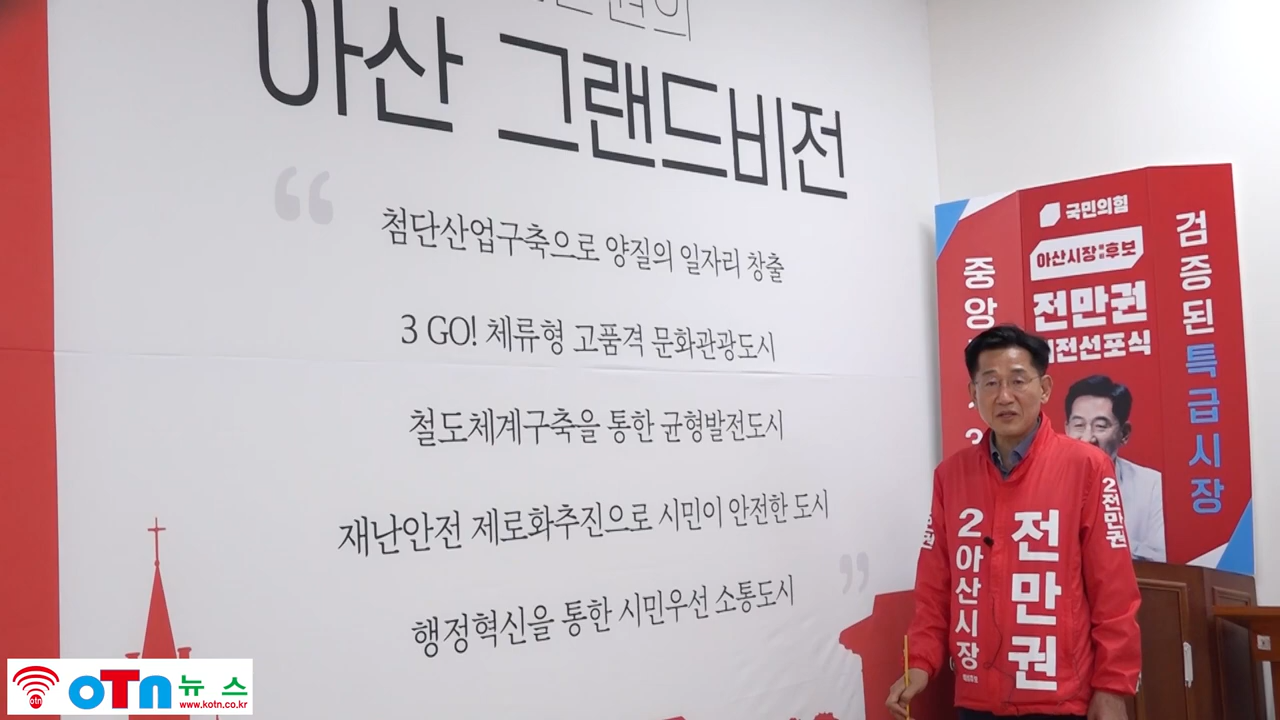 아산 그랜드비전
첨단산업구축으로 양질의 일자리 창출
3 GO! 체류형 고품격 문화관광도시
철도체계구축을 통한 균형발전도시
재난안전 제로화추진으로 시민이 안전한 도시
행정혁신을 통한 시민우선 소통도시
국민의힘
아산시장 후보
전만권
전선포식
중앙
검증된특급시장
전만권
2아산시장
2전만권
otn
oTn 뉴스
www.kotn.co.kr